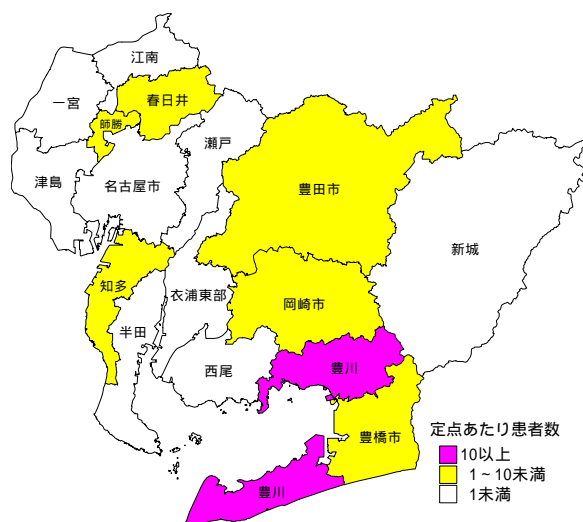 江南
一宮
春日井
師勝
瀬戸
津島
名古屋市
豊田市
新城
知多
衣浦東部
岡崎市
半田
西尾
豊川
豊橋市
豊川
定点あたり患者数
10以上
1～10未満
1未満